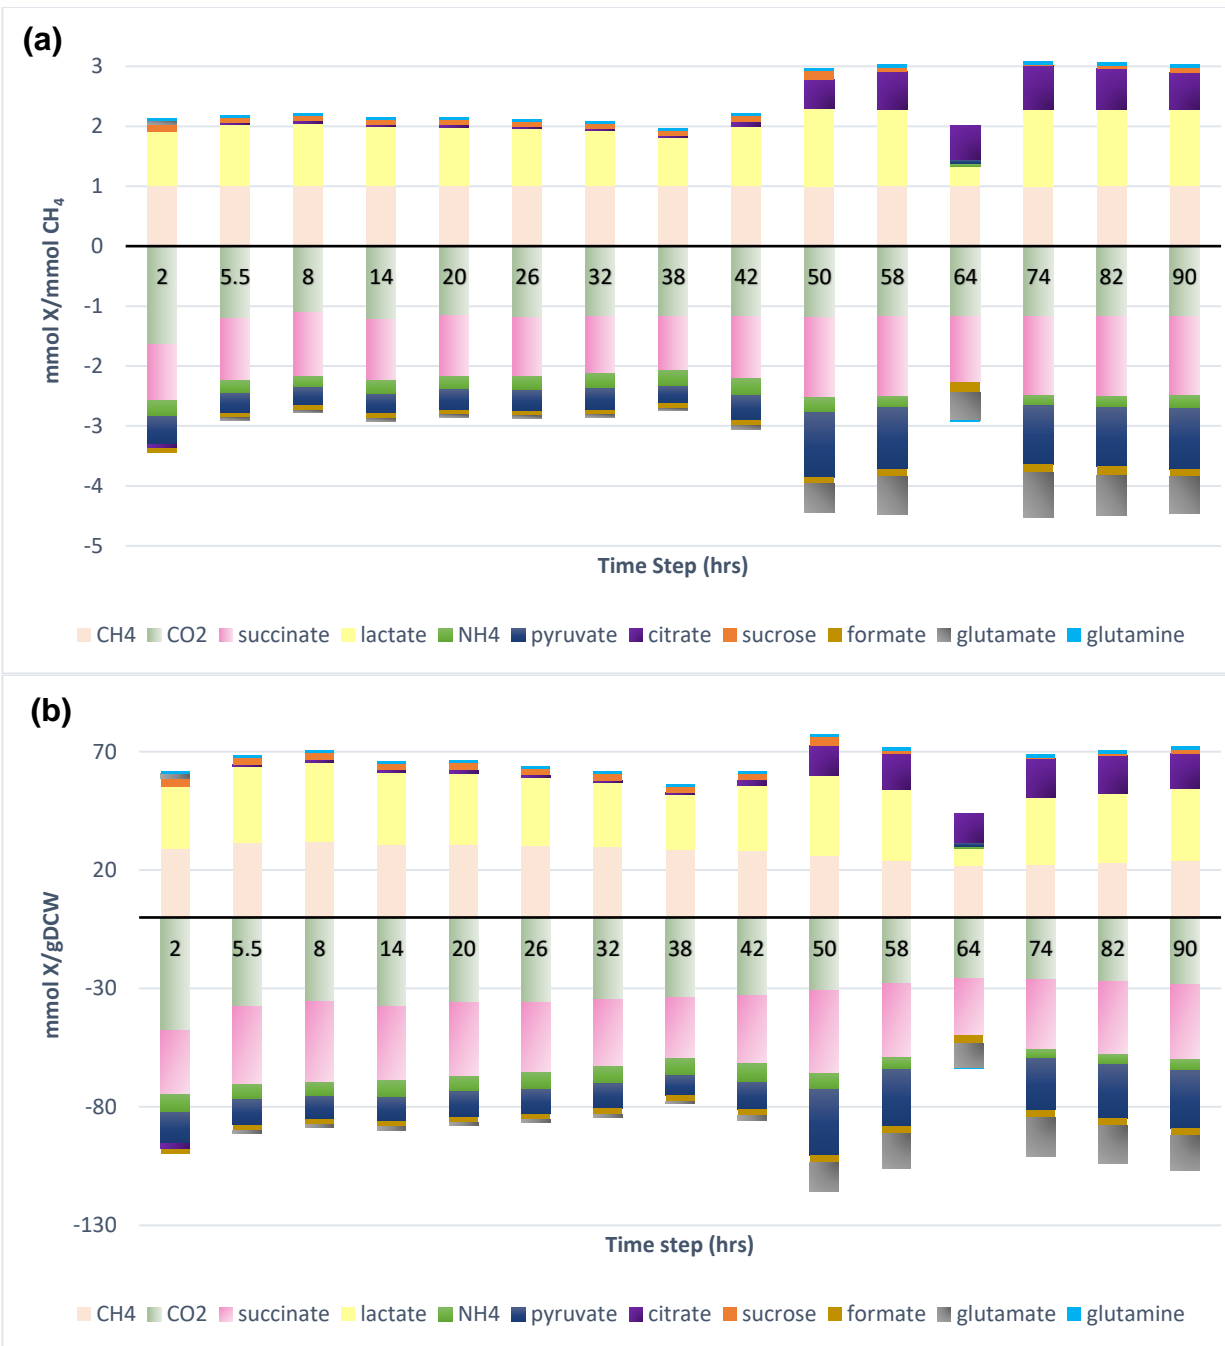 (a)
3
2
1
0
-1
-2
-3
-4
-5
mmol X/mmol CH₄
2 5.5 8 14 20 26 32 38 42 50 58 64 74 82 90
Time Step (hrs)
CH4 CO2 succinate lactate NH4 pyruvate citrate sucrose formate glutamate glutamine
(b)
70
20
-30
-80
-130
mmol X/gDCW
2 5.5 8 14 20 26 32 38 42 50 58 64 74 82 90
Time step (hrs)
CH4 CO2 succinate lactate NH4 pyruvate citrate sucrose formate glutamate glutamine